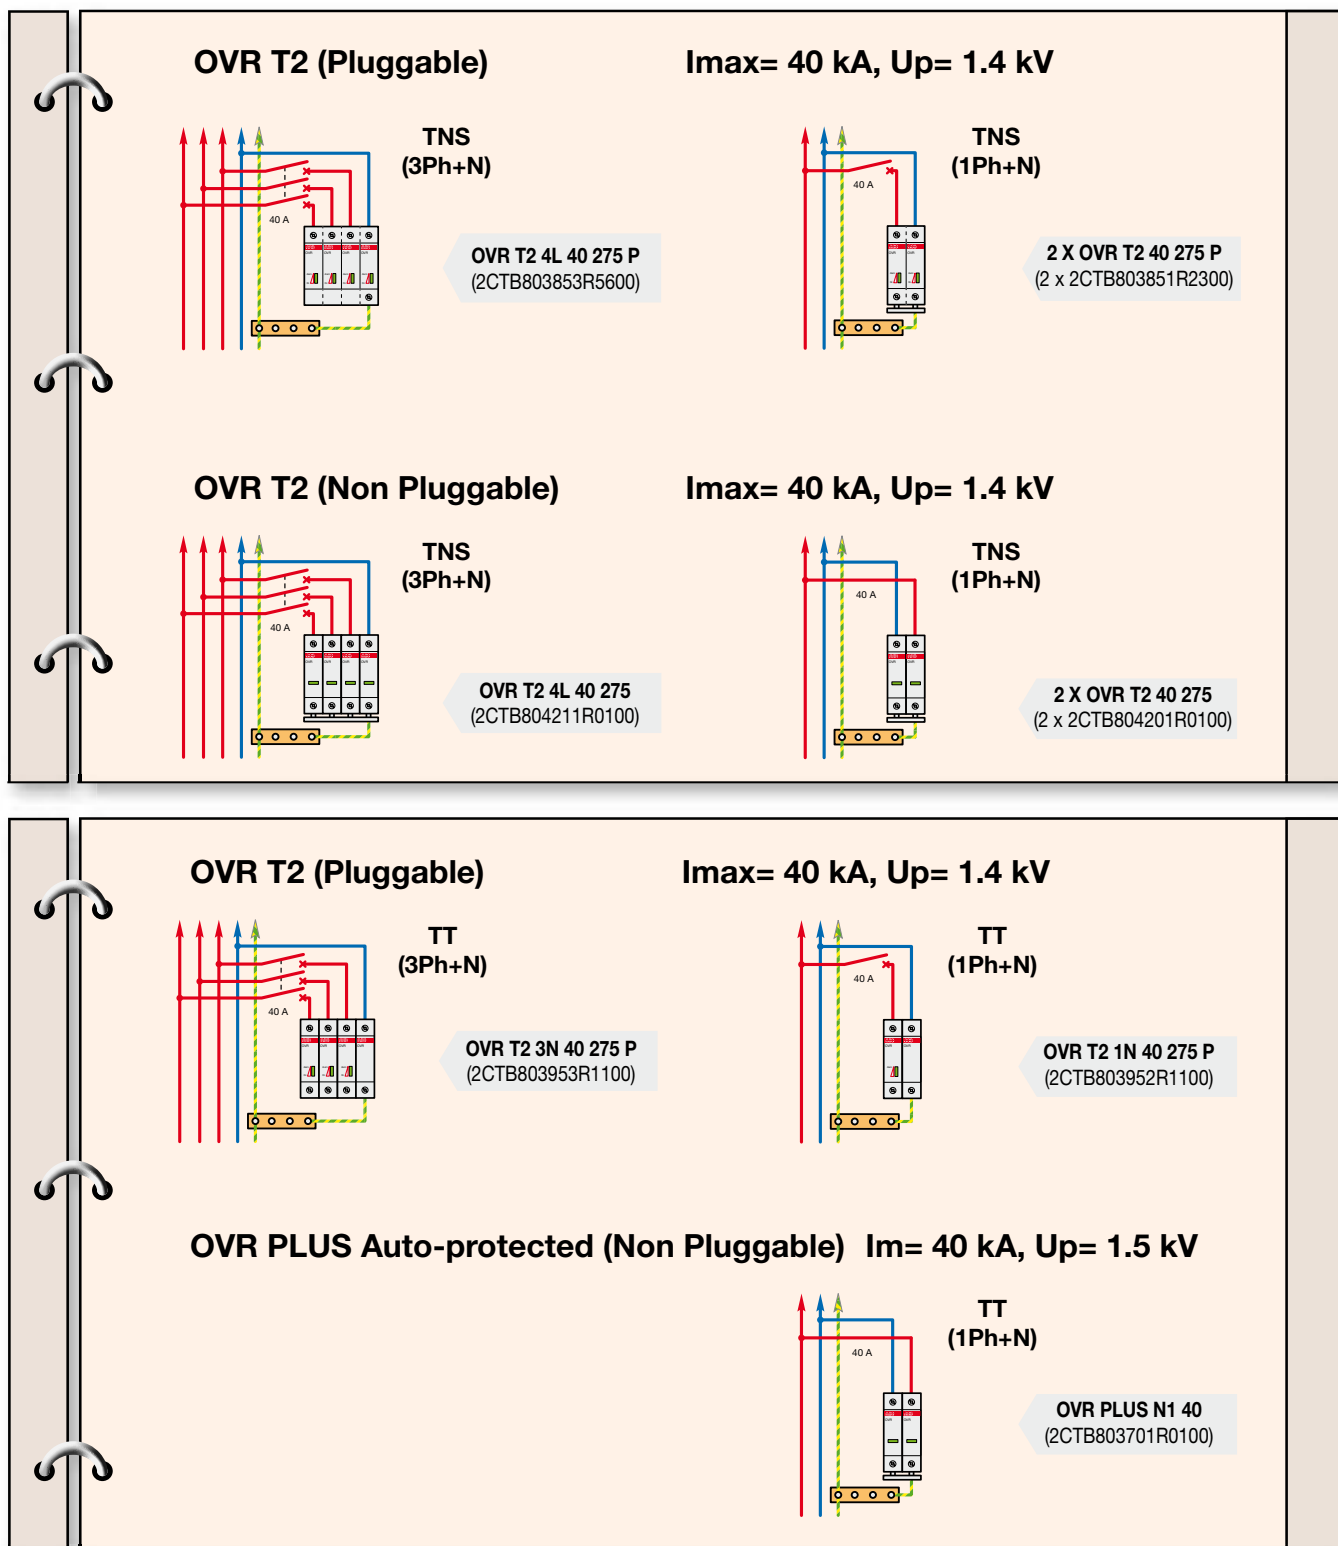 OVR T2 (Pluggable) Imax= 40 kA, Up= 1.4 kV
TNS
(3Ph+N)
40 A
OVR T2 4L 40 275 P
(2CTB803853R5600)
TNS
(1Ph+N)
40 A
2 X OVR T2 40 275 P
(2 x 2CTB803851R2300)
OVR T2 (Non Pluggable) Imax= 40 kA, Up= 1.4 kV
TNS
(3Ph+N)
40 A
OVR T2 4L 40 275
(2CTB804211R0100)
TNS
(1Ph+N)
40 A
2 X OVR T2 40 275
(2 x 2CTB804201R0100)
OVR T2 (Pluggable) Imax= 40 kA, Up= 1.4 kV
TT
(3Ph+N)
40 A
OVR T2 3N 40 275 P
(2CTB803953R1100)
TT
(1Ph+N)
40 A
OVR T2 1N 40 275 P
(2CTB803952R1100)
OVR PLUS Auto-protected (Non Pluggable) Im= 40 kA, Up= 1.5 kV
TT
(1Ph+N)
40 A
OVR PLUS N1 40
(2CTB803701R0100)